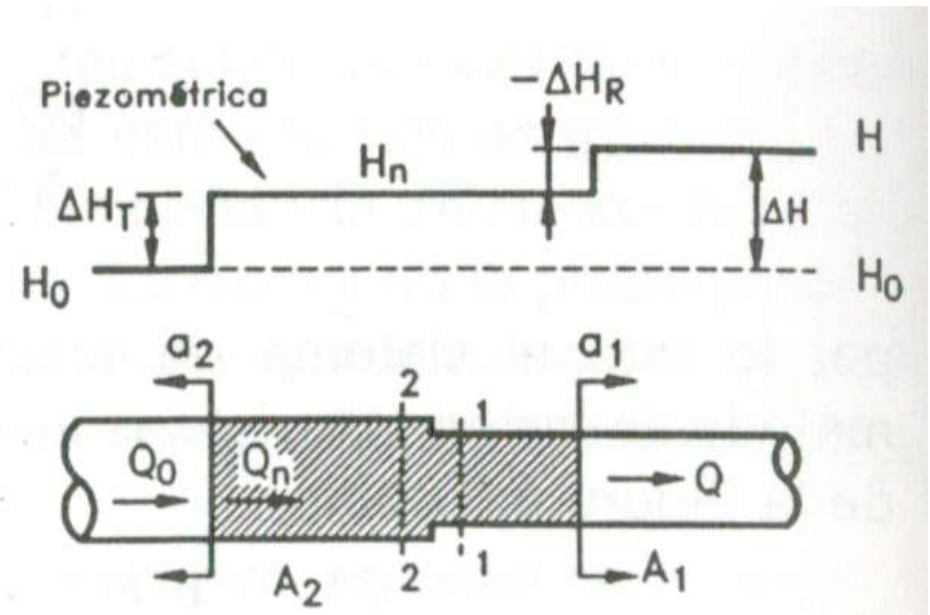 −ΔH_R
Piezométrica
H
H_n
ΔH_T
ΔH
H_0
H_0
a_2
a_1
2
1
Q_0
Q_n
Q
A_2
2
1
A_1